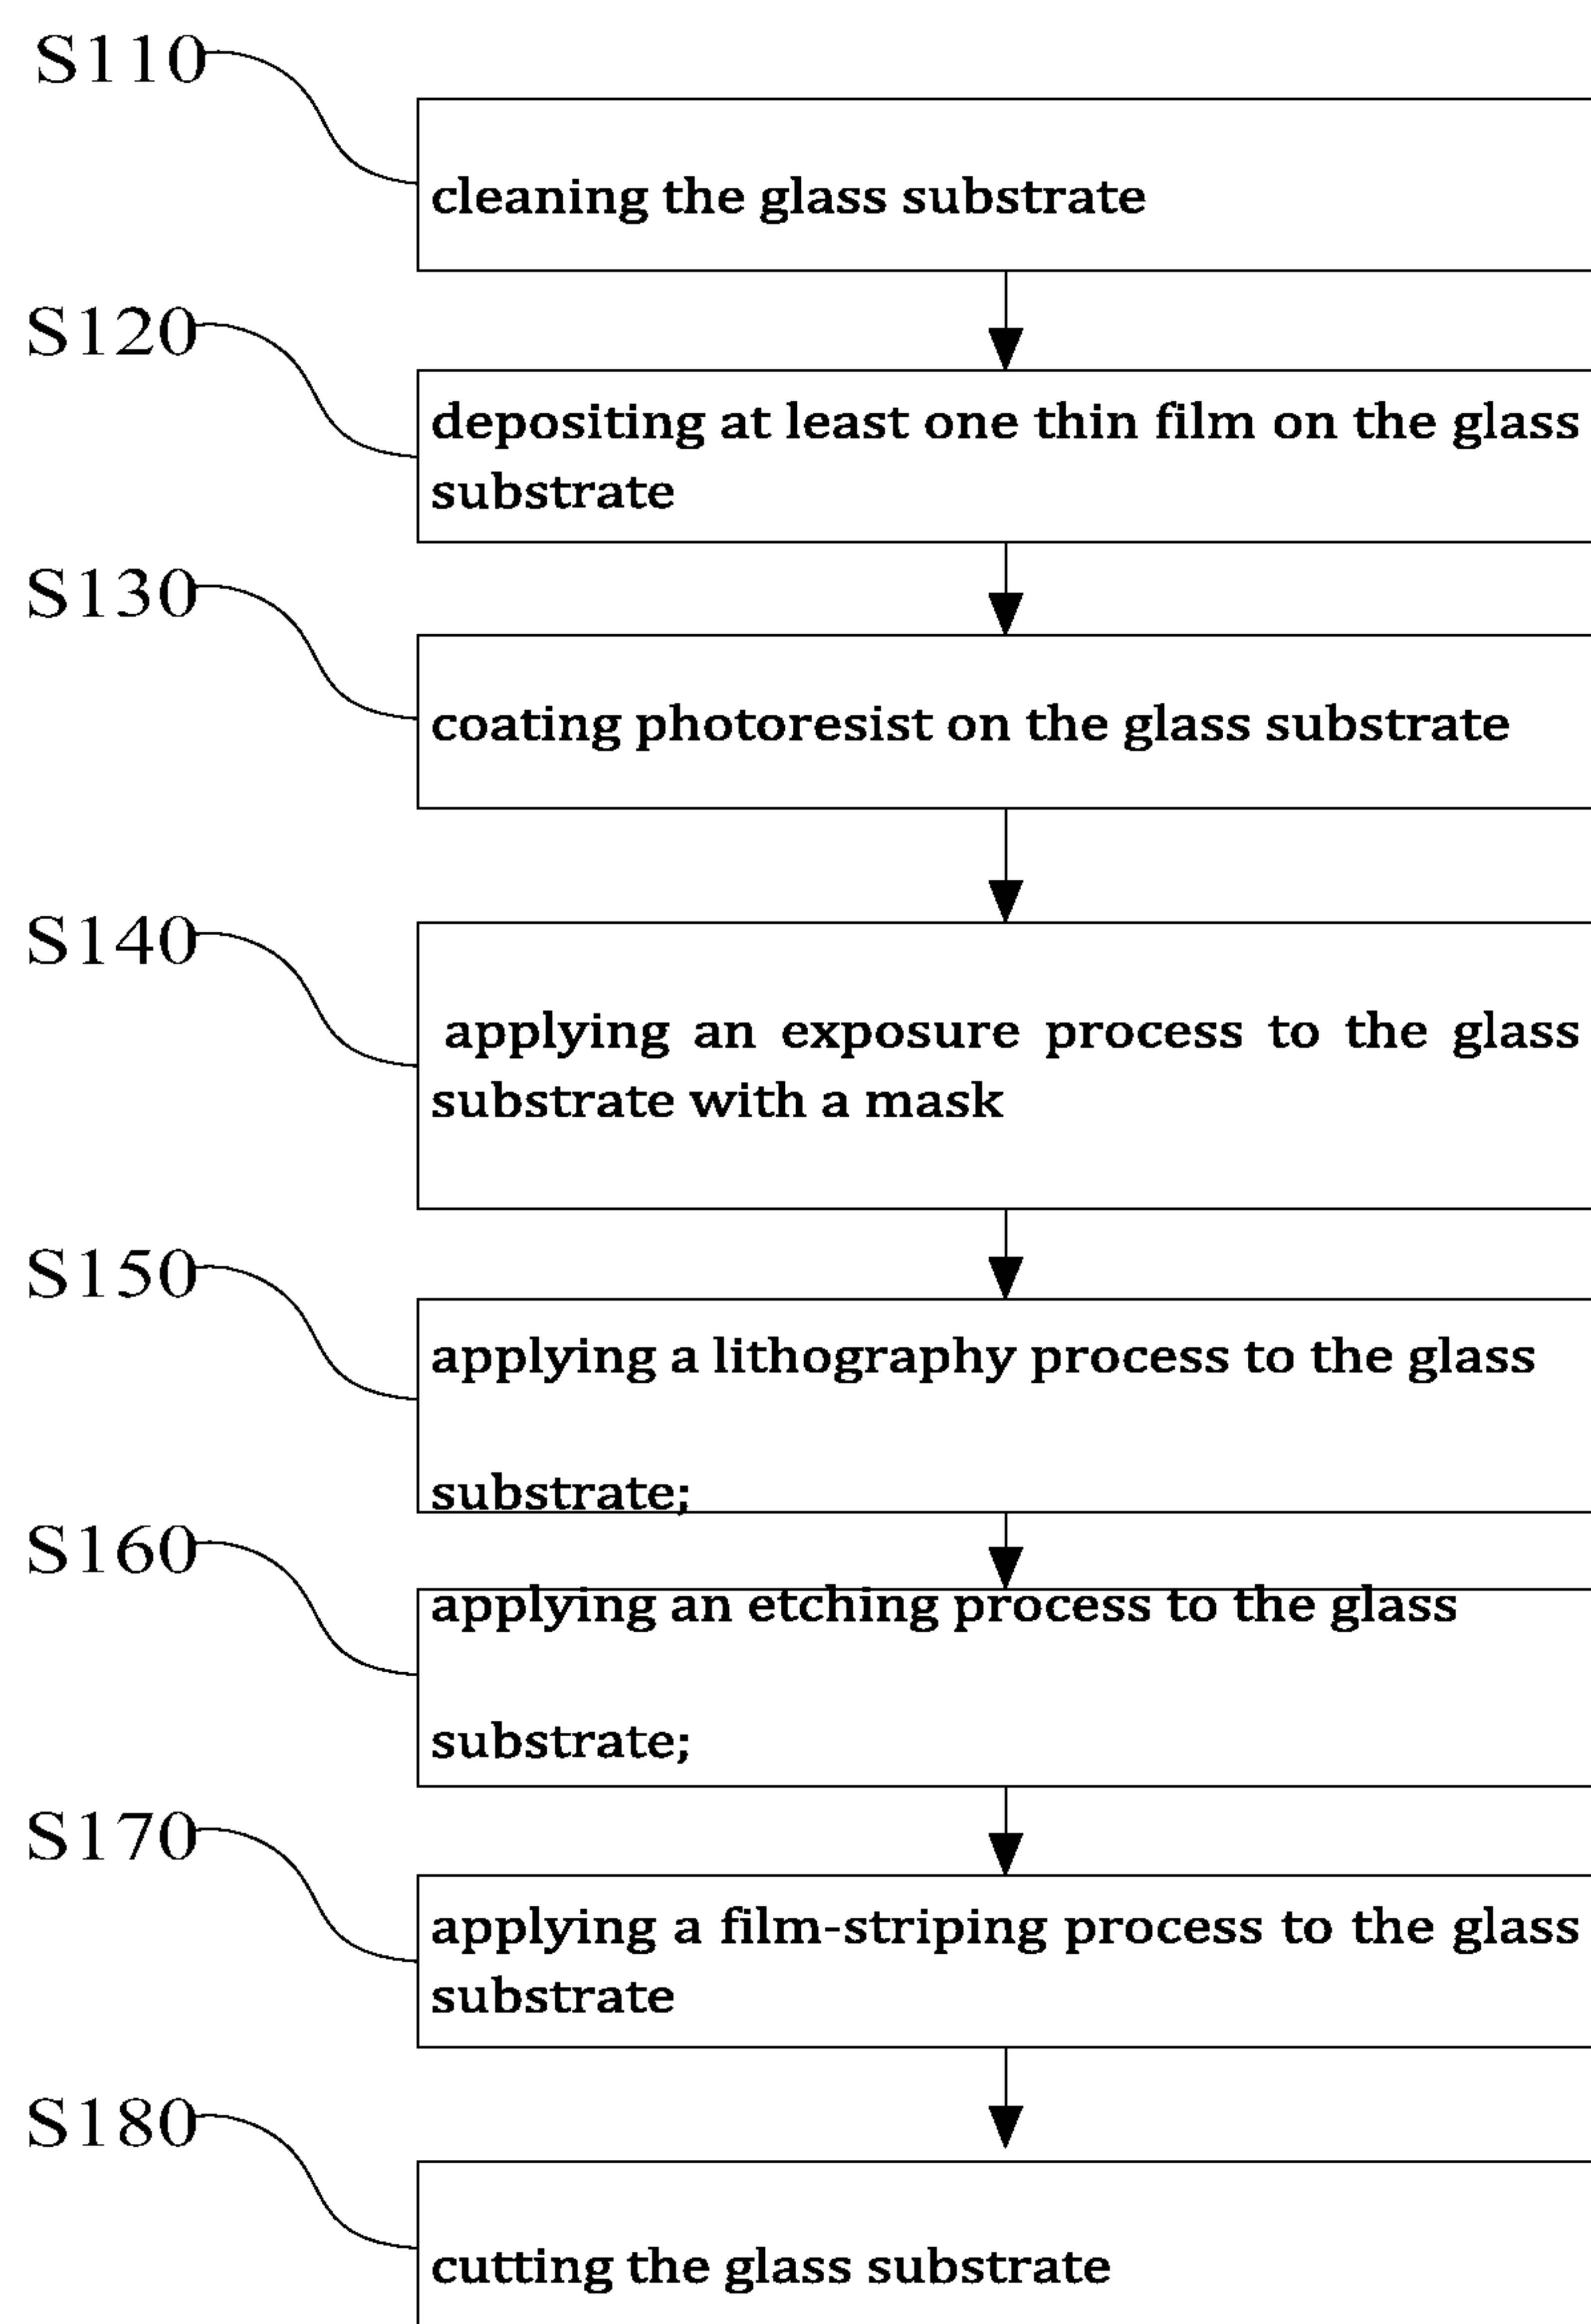 S110
cleaning the glass substrate
S120
depositing at least one thin film on the glass
substrate
S130
coating photoresist on the glass substrate
S140
applying an exposure process to the glass
substrate with a mask
S150
applying a lithography process to the glass
substrate;
S160
applying an etching process to the glass
substrate;
S170
applying a film-striping process to the glass
substrate
S180
cutting the glass substrate